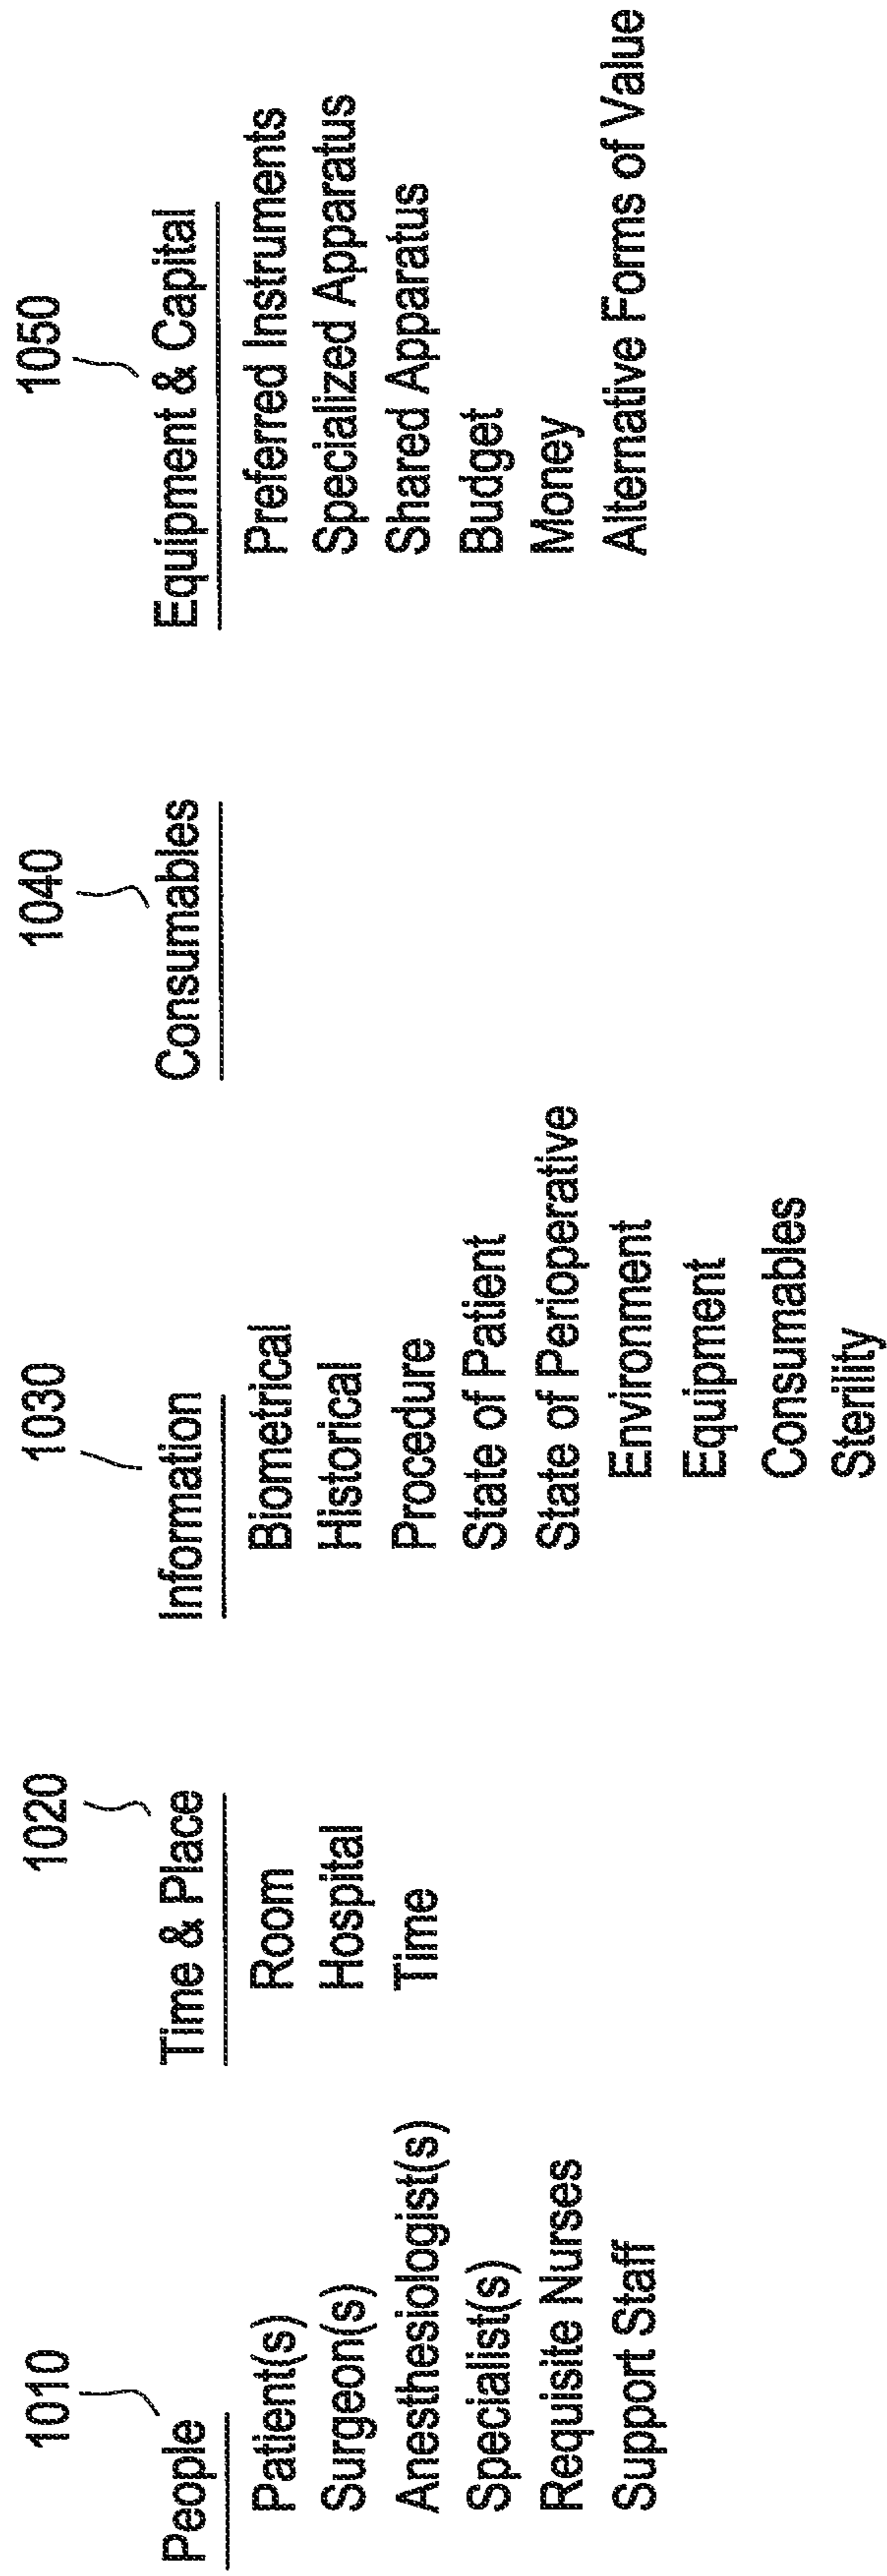 1010
People
Patient(s)
Surgeon(s)
Anesthesiologist(s)
Specialist(s)
Requisite Nurses
Support Staff
1020
Time & Place
Room
Hospital
Time
1030
Information
Biometrical
Historical
Procedure
State of Patient
State of Perioperative
Environment
Equipment
Consumables
Sterility
1040
Consumables
1050
Equipment & Capital
Preferred Instruments
Specialized Apparatus
Shared Apparatus
Budget
Money
Alternative Forms of Value